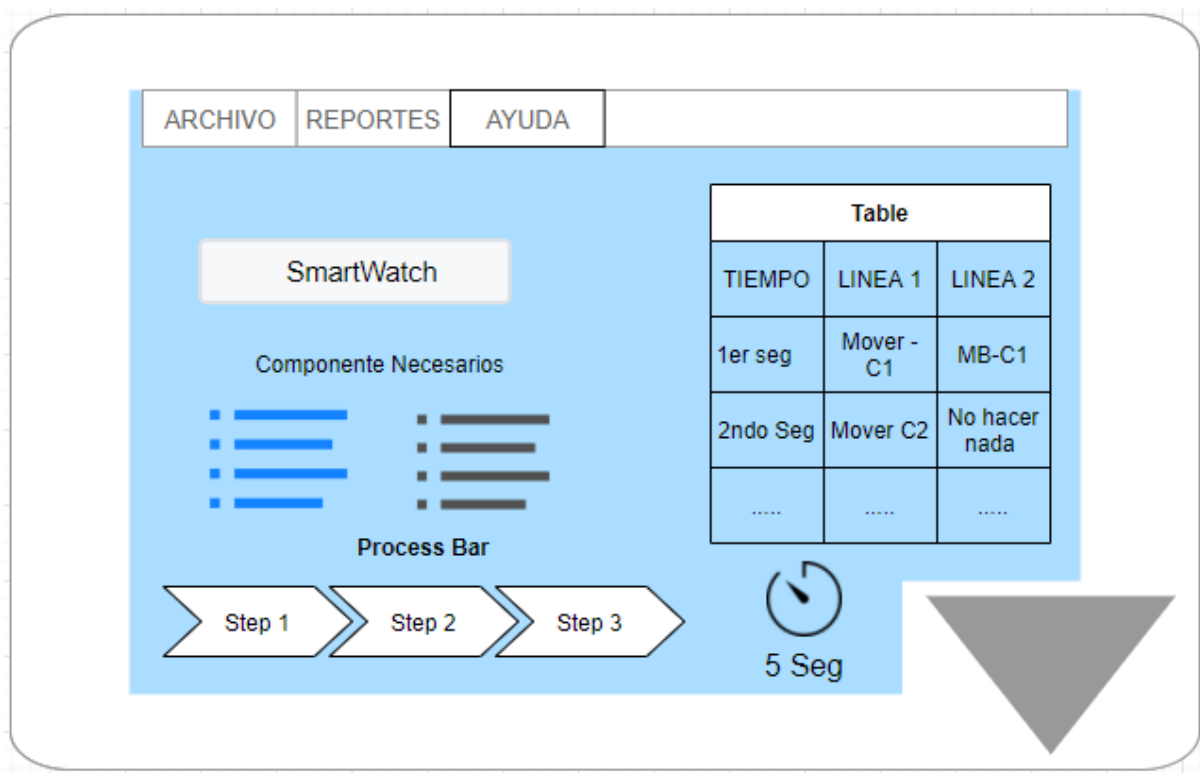 ARCHIVO REPORTES AYUDA
SmartWatch
Componente Necesarios
Process Bar
Step 1 Step 2 Step 3
Table
TIEMPO LINEA 1 LINEA 2
1er seg Mover - C1 MB-C1
2ndo Seg Mover C2 No hacer nada
..... ..... .....
5 Seg